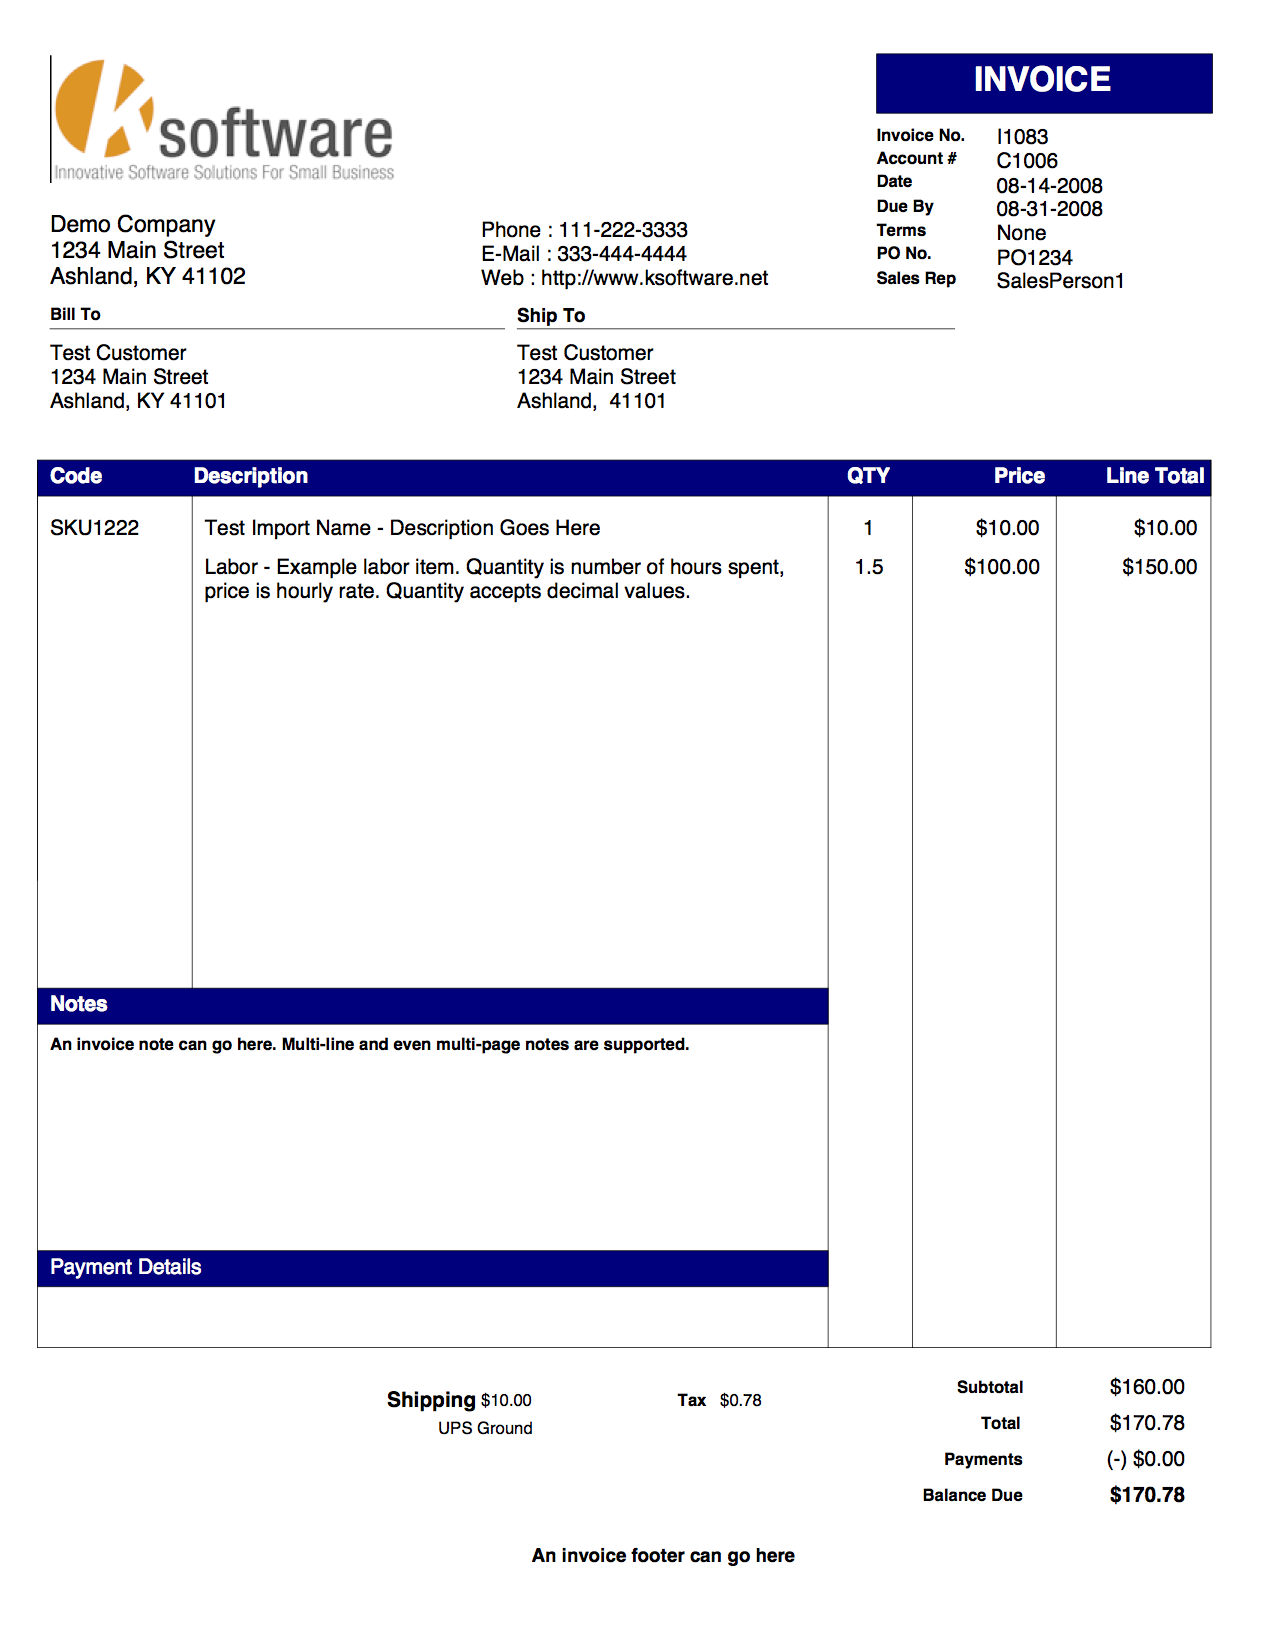 ksoftware
Innovative Software Solutions For Small Business
INVOICE
Invoice No. I1083
Account # C1006
Date 08-14-2008
Due By 08-31-2008
Terms None
PO No. PO1234
Sales Rep SalesPerson1
Demo Company
1234 Main Street
Ashland, KY 41102
Phone : 111-222-3333
E-Mail : 333-444-4444
Web : http://www.ksoftware.net
Bill To
Test Customer
1234 Main Street
Ashland, KY 41101
Ship To
Test Customer
1234 Main Street
Ashland,  41101
Code Description QTY Price Line Total
SKU1222 Test Import Name - Description Goes Here 1 $10.00 $10.00
Labor - Example labor item. Quantity is number of hours spent, 1.5 $100.00 $150.00
price is hourly rate. Quantity accepts decimal values.
Notes
An invoice note can go here. Multi-line and even multi-page notes are supported.
Payment Details
Shipping $10.00
UPS Ground
Tax $0.78
Subtotal $160.00
Total $170.78
Payments (-) $0.00
Balance Due $170.78
An invoice footer can go here